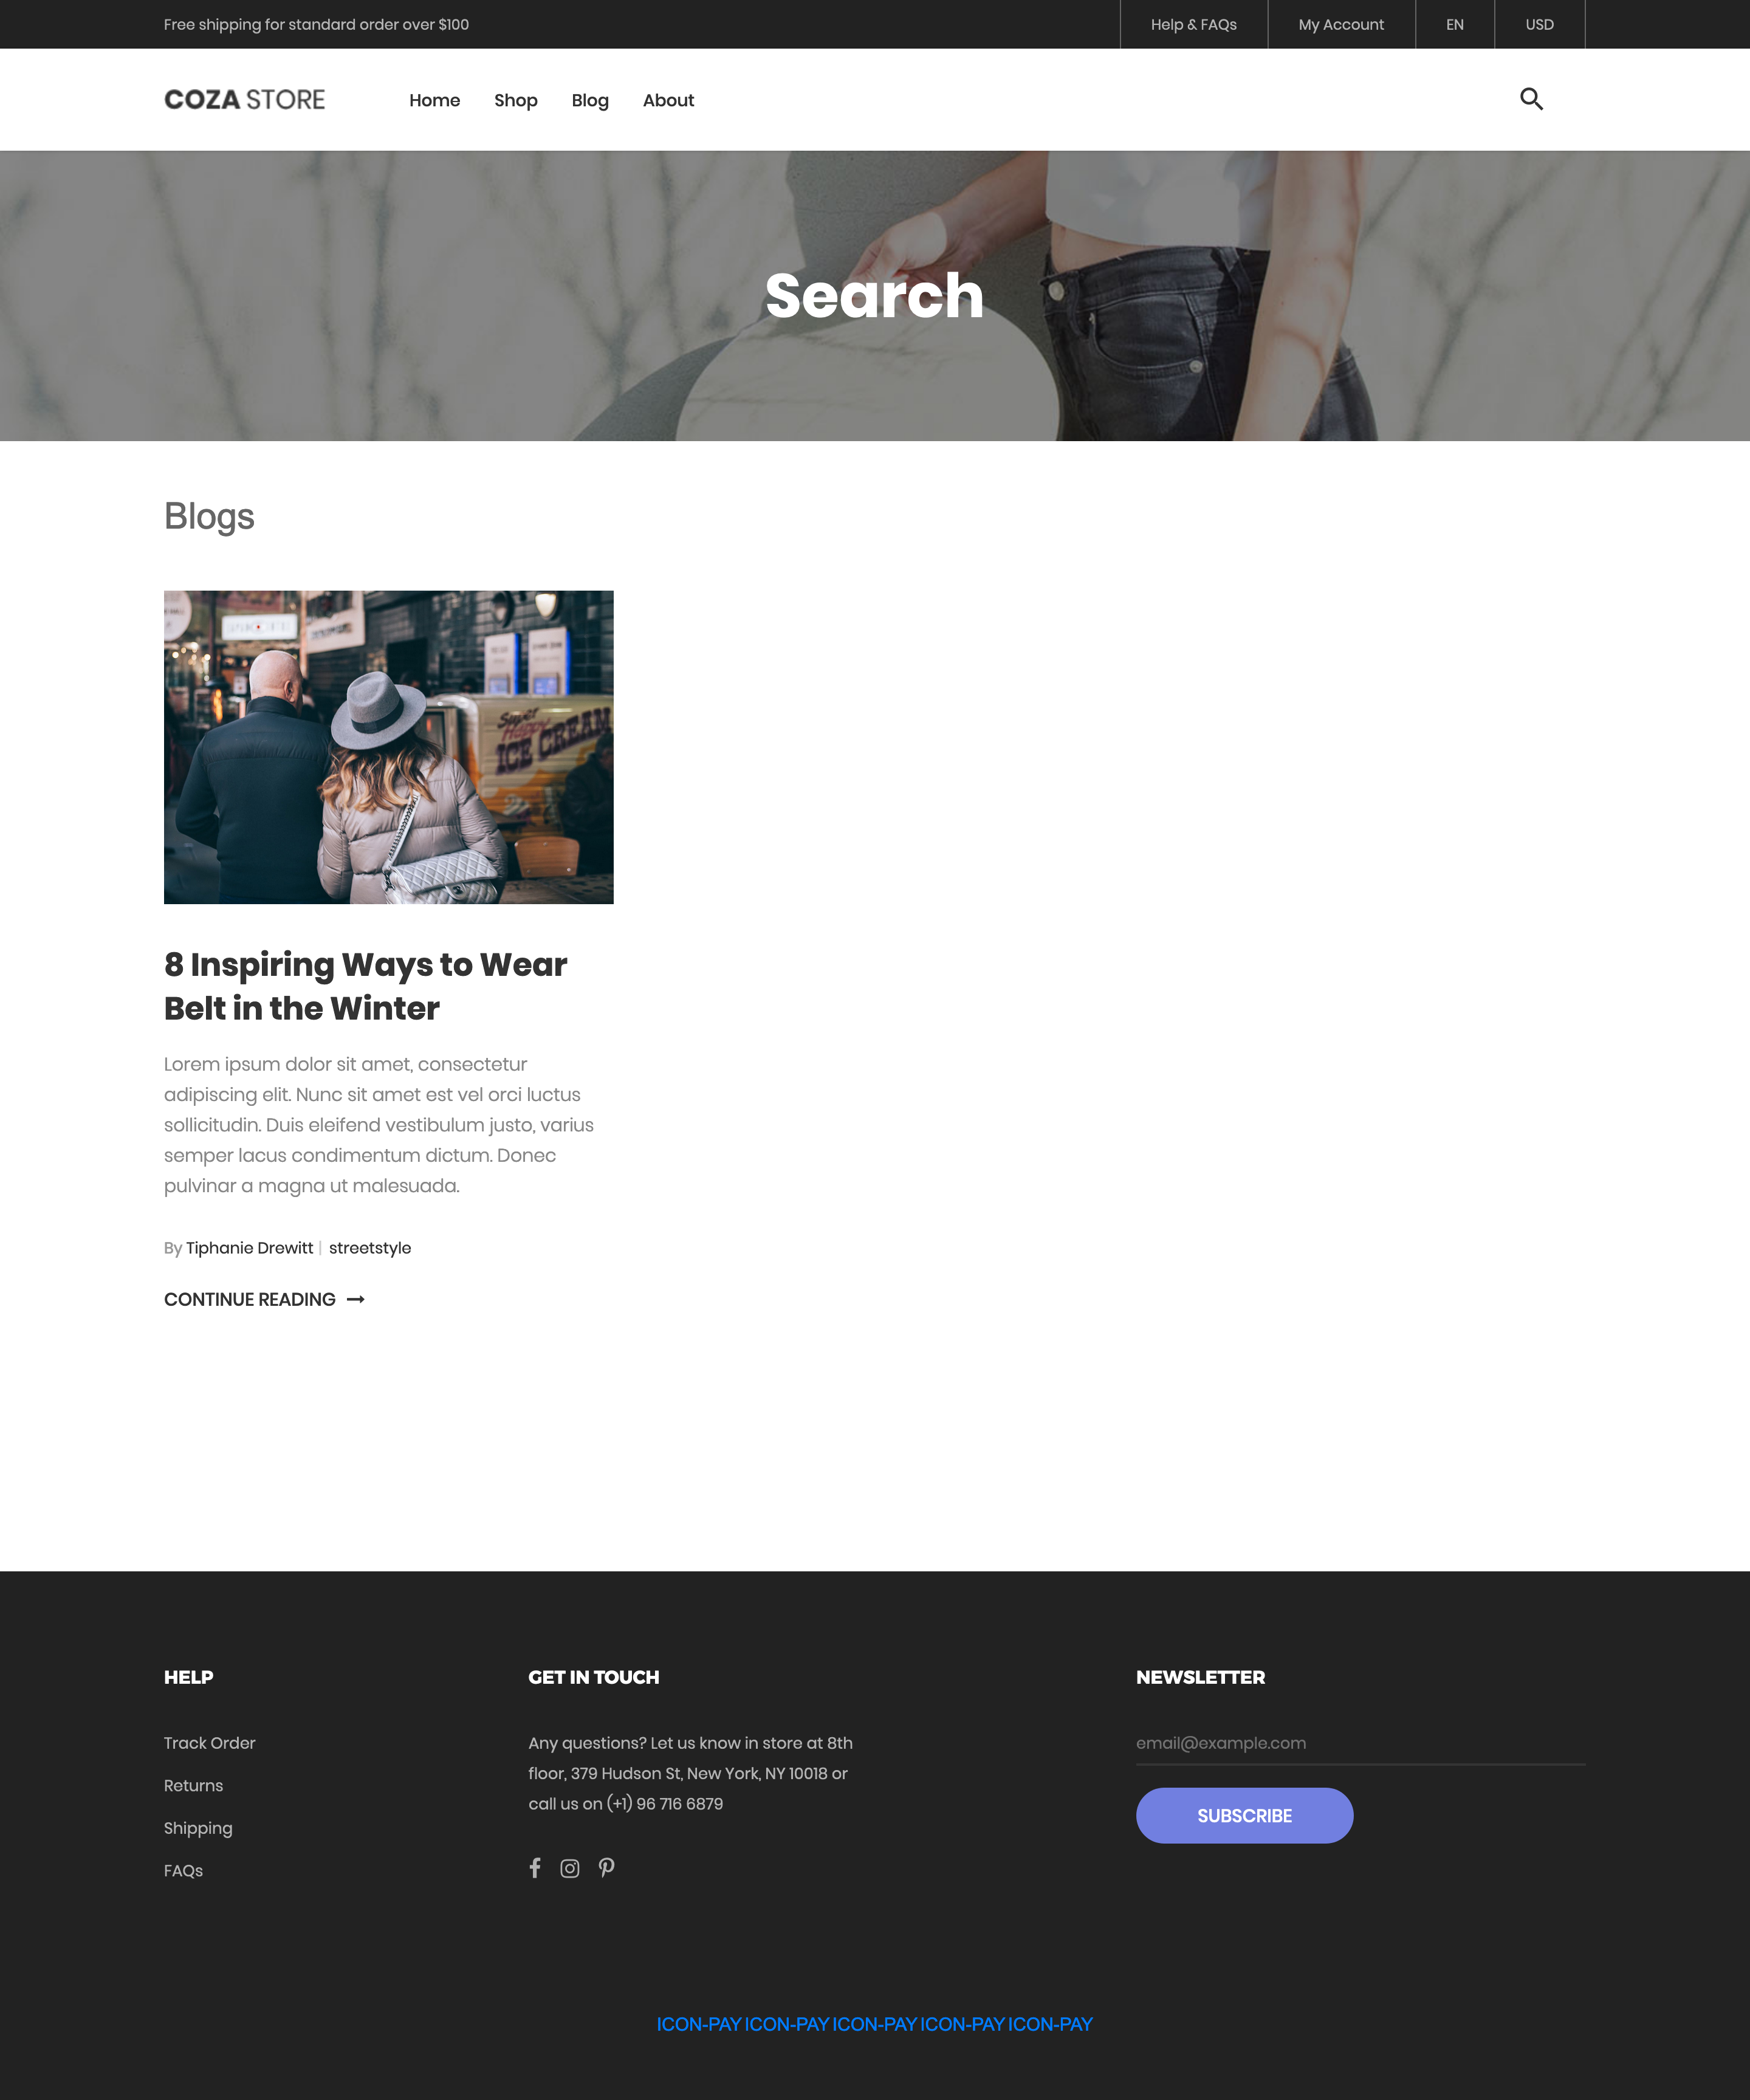 Free shipping for standard order over $100
Help & FAQs
My Account
EN
USD
COZA STORE
Home
Shop
Blog
About
Search
Blogs
ICE CREAM
8 Inspiring Ways to Wear
Belt in the Winter
Lorem ipsum dolor sit amet, consectetur
adipiscing elit. Nunc sit amet est vel orci luctus
sollicitudin. Duis eleifend vestibulum justo, varius
semper lacus condimentum dictum. Donec
pulvinar a magna ut malesuada.
By Tiphanie Drewitt | streetstyle
CONTINUE READING
HELP
Track Order
Returns
Shipping
FAQs
GET IN TOUCH
Any questions? Let us know in store at 8th
floor, 379 Hudson St, New York, NY 10018 or
call us on (+1) 96 716 6879
NEWSLETTER
email@example.com
SUBSCRIBE
ICON-PAY ICON-PAY ICON-PAY ICON-PAY ICON-PAY